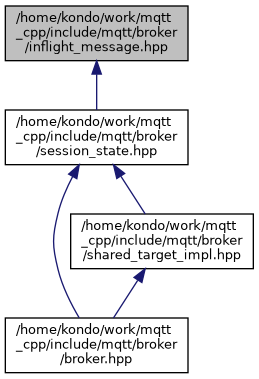 /home/kondo/work/mqtt
_cpp/include/mqtt/broker
/inflight_message.hpp
/home/kondo/work/mqtt
_cpp/include/mqtt/broker
/session_state.hpp
/home/kondo/work/mqtt
_cpp/include/mqtt/broker
/shared_target_impl.hpp
/home/kondo/work/mqtt
_cpp/include/mqtt/broker
/broker.hpp